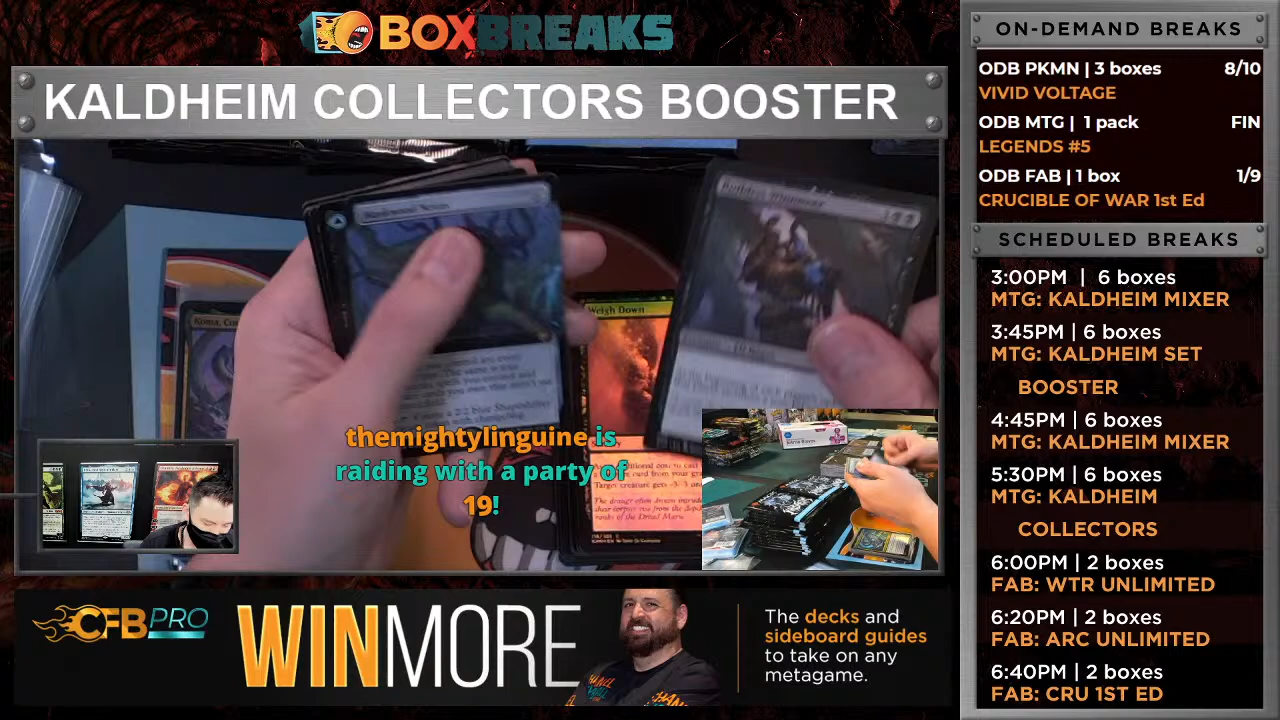 BOXBREAKS
KALDHEIM COLLECTORS BOOSTER
Koma, Co
Weigh Down
themightylinguine is
raiding with a party of
19!
CFBPRO
WINMORE
The decks and
sideboard guides
to take on any
metagame.
ON-DEMAND BREAKS
ODB PKMN | 3 boxes 8/10
VIVID VOLTAGE
ODB MTG | 1 pack FIN
LEGENDS #5
ODB FAB | 1 box 1/9
CRUCIBLE OF WAR 1st Ed
SCHEDULED BREAKS
3:00PM | 6 boxes
MTG: KALDHEIM MIXER
3:45PM | 6 boxes
MTG: KALDHEIM SET
BOOSTER
4:45PM | 6 boxes
MTG: KALDHEIM MIXER
5:30PM | 6 boxes
MTG: KALDHEIM
COLLECTORS
6:00PM | 2 boxes
FAB: WTR UNLIMITED
6:20PM | 2 boxes
FAB: ARC UNLIMITED
6:40PM | 2 boxes
FAB: CRU 1ST ED